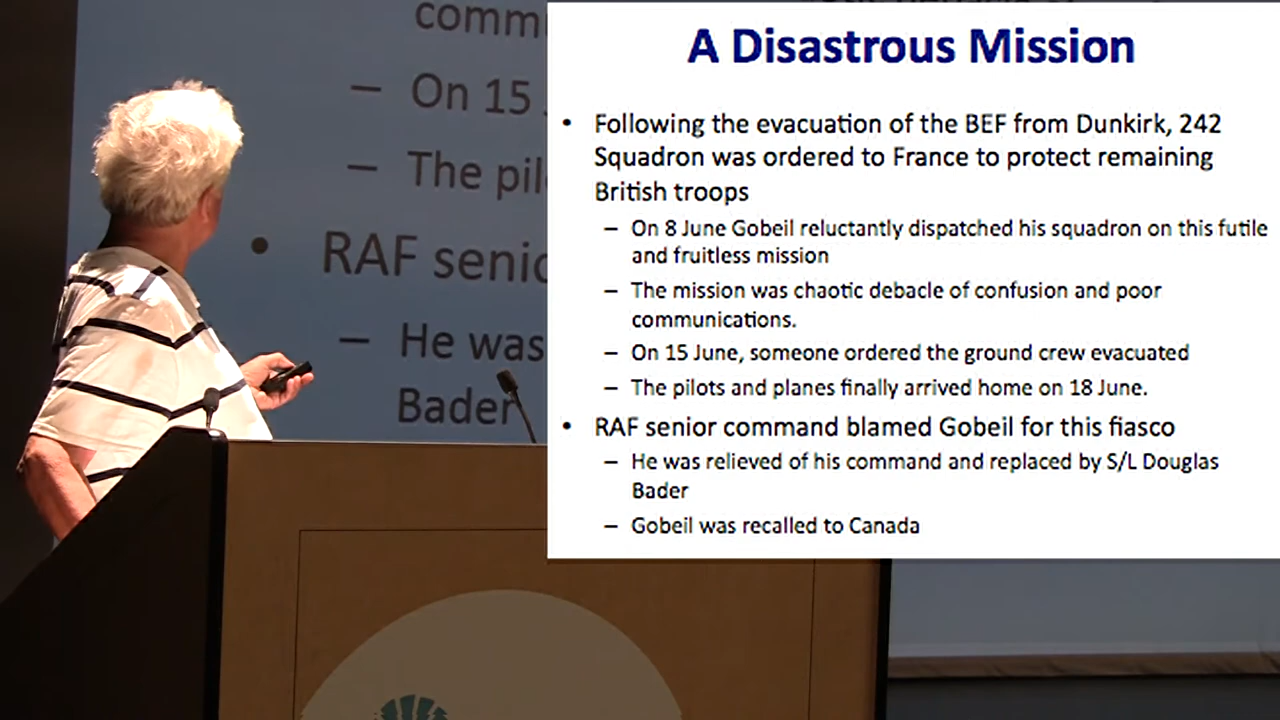 comm
– On 15
– The pil
• RAF senic
– He was
Bader
A Disastrous Mission
• Following the evacuation of the BEF from Dunkirk, 242
Squadron was ordered to France to protect remaining
British troops
– On 8 June Gobeil reluctantly dispatched his squadron on this futile
and fruitless mission
– The mission was chaotic debacle of confusion and poor
communications.
– On 15 June, someone ordered the ground crew evacuated
– The pilots and planes finally arrived home on 18 June.
• RAF senior command blamed Gobeil for this fiasco
– He was relieved of his command and replaced by S/L Douglas
Bader
– Gobeil was recalled to Canada